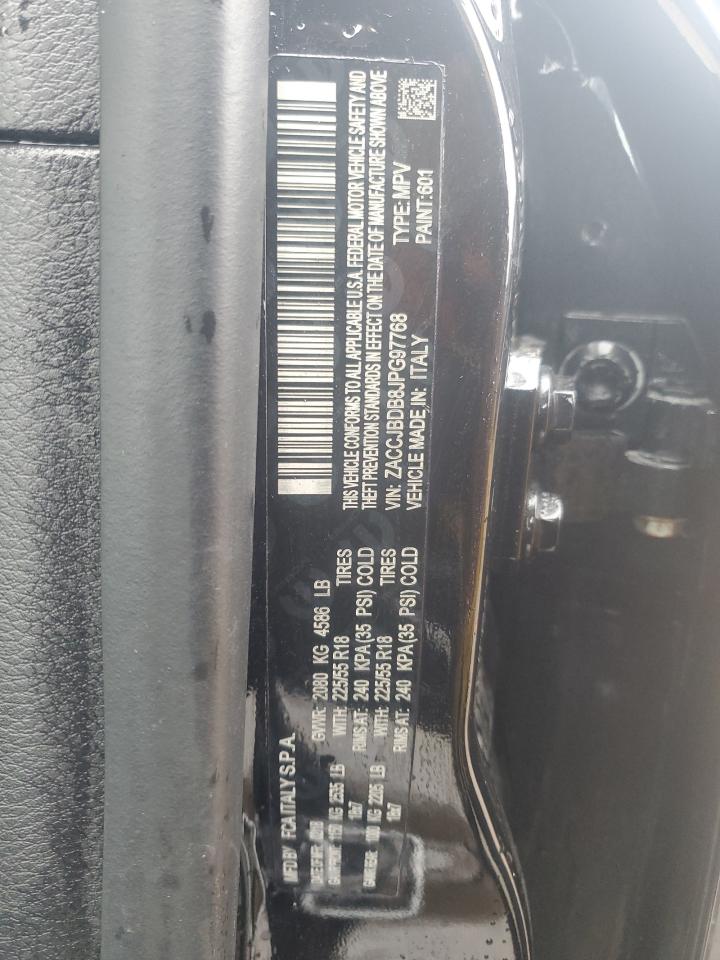 MFD BY FCA ITALY S.P.A.
GVWR: 2080 KG 4586 LB
LB WITH: 225/55 R18 TIRES
RIMS AT: 240 KPA(35 PSI) COLD
KG LB WITH: 225/55 R18 TIRES
RIMS AT: 240 KPA(35 PSI) COLD
THIS VEHICLE CONFORMS TO ALL APPLICABLE U.S.A. FEDERAL MOTOR VEHICLE SAFETY AND
THEFT PREVENTION STANDARDS IN EFFECT ON THE DATE OF MANUFACTURE SHOWN ABOVE
VIN: ZACCJBDB8JPG97768 TYPE: MPV
VEHICLE MADE IN: ITALY PAINT: 601